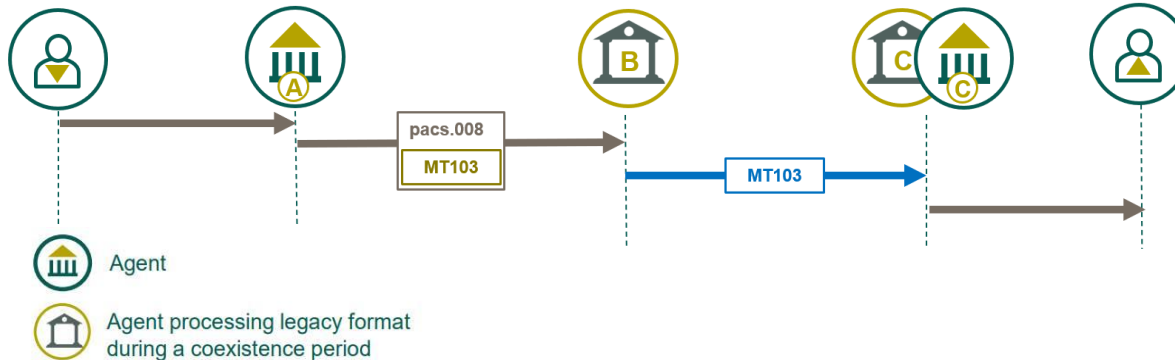 A
B
C
C
pacs.008
MT103
MT103
Agent
Agent processing legacy format
during a coexistence period